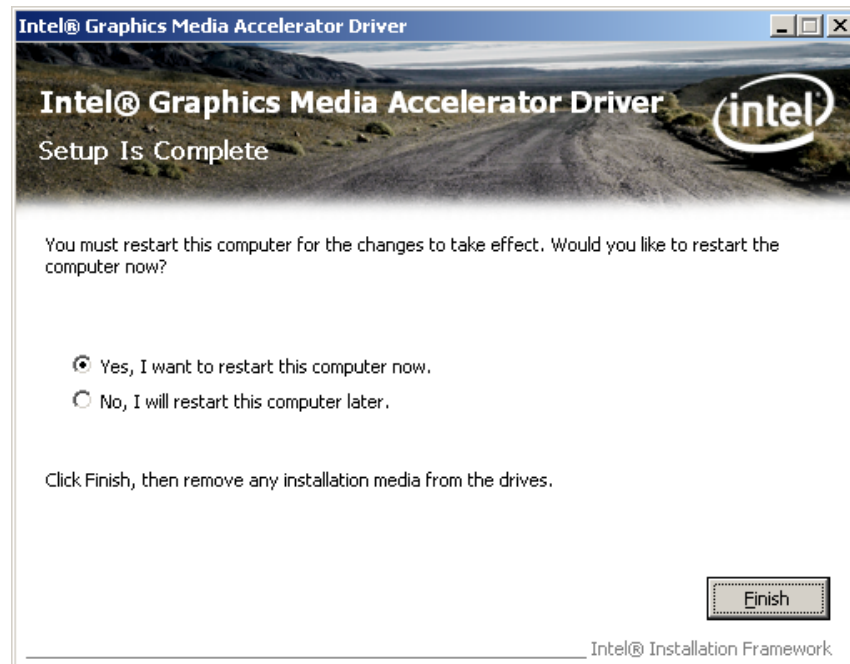 Intel® Graphics Media Accelerator Driver
Intel® Graphics Media Accelerator Driver
intel
Setup Is Complete
You must restart this computer for the changes to take effect. Would you like to restart the
computer now?
Yes, I want to restart this computer now.
No, I will restart this computer later.
Click Finish, then remove any installation media from the drives.
Finish
Intel® Installation Framework